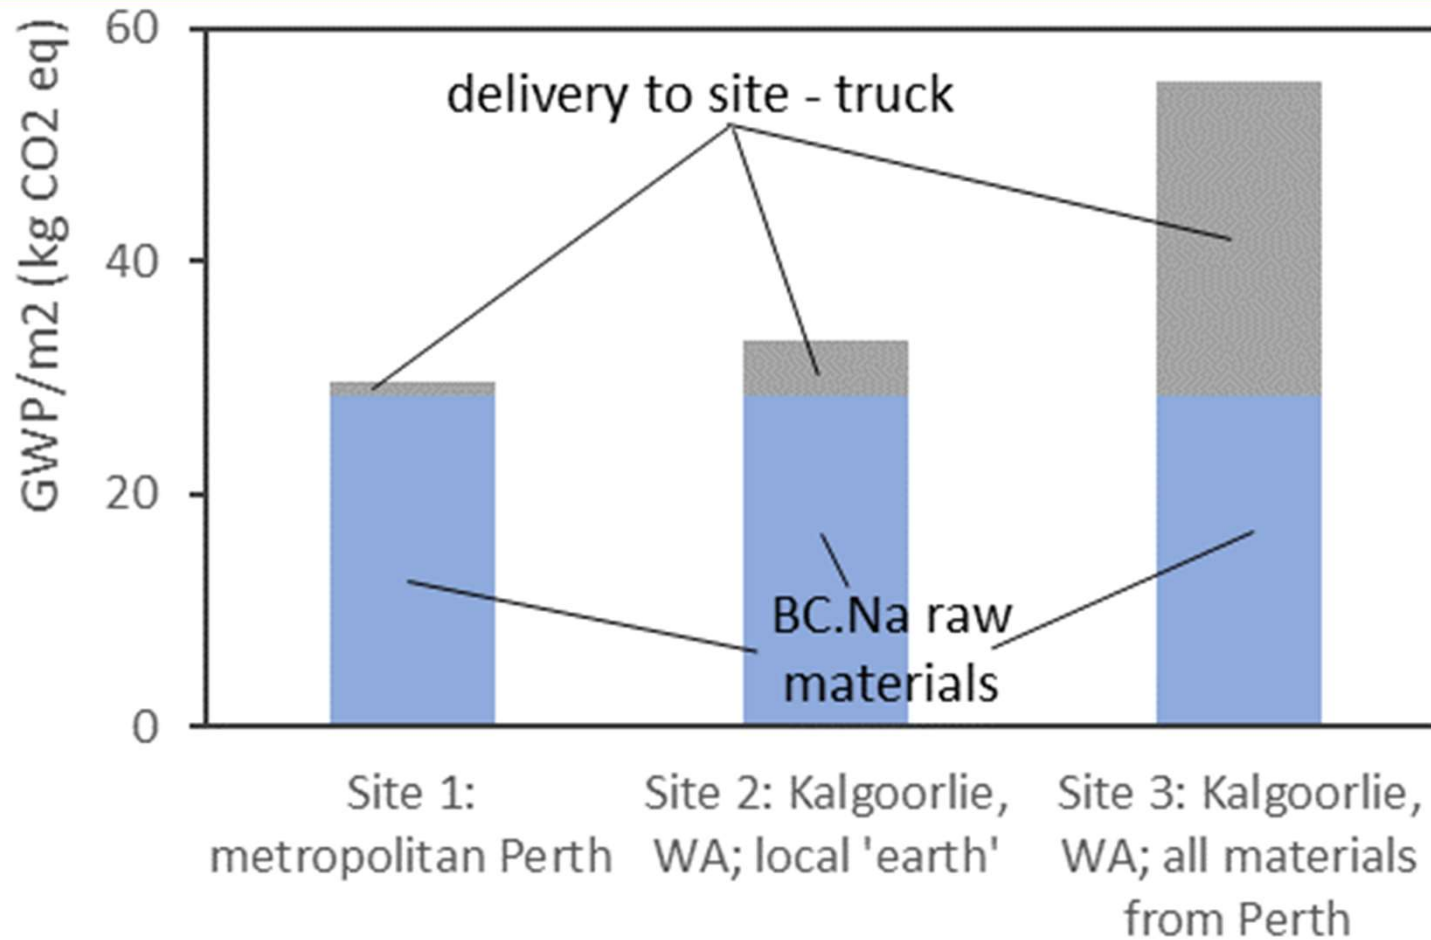 GWP/m2 (kg CO2 eq)
60
40
20
0
delivery to site - truck
BC.Na raw
materials
Site 1:
metropolitan Perth
Site 2: Kalgoorlie,
WA; local 'earth'
Site 3: Kalgoorlie,
WA; all materials
from Perth